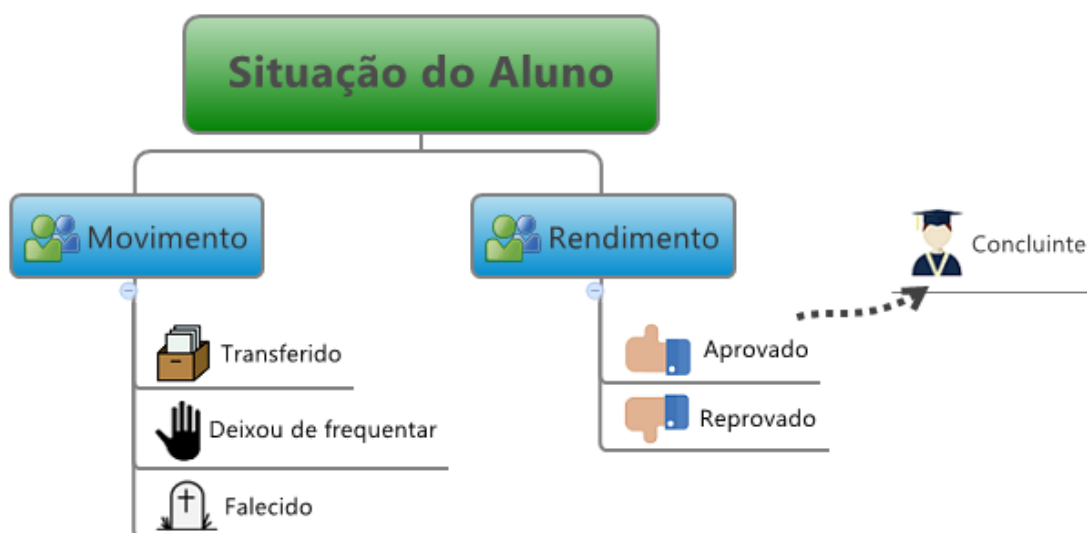 Situação do Aluno
Movimento
Transferido
Deixou de frequentar
Falecido
Rendimento
Aprovado
Reprovado
Concluinte